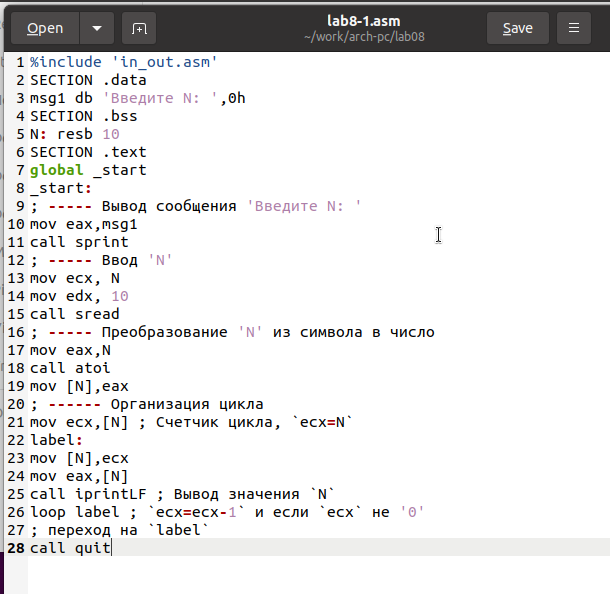 Open
lab8-1.asm
~/work/arch-pc/lab08
Save
1 %include 'in_out.asm'
2 SECTION .data
3 msg1 db 'Введите N: ',0h
4 SECTION .bss
5 N: resb 10
6 SECTION .text
7 global _start
8 _start:
9 ; ----- Вывод сообщения 'Введите N: '
10 mov eax,msg1
11 call sprint
12 ; ----- Ввод 'N'
13 mov ecx, N
14 mov edx, 10
15 call sread
16 ; ----- Преобразование 'N' из символа в число
17 mov eax,N
18 call atoi
19 mov [N],eax
20 ; ------ Организация цикла
21 mov ecx,[N] ; Счетчик цикла, `ecx=N`
22 label:
23 mov [N],ecx
24 mov eax,[N]
25 call iprintLF ; Вывод значения `N`
26 loop label ; `ecx=ecx-1` и если `ecx` не '0'
27 ; переход на `label`
28 call quit